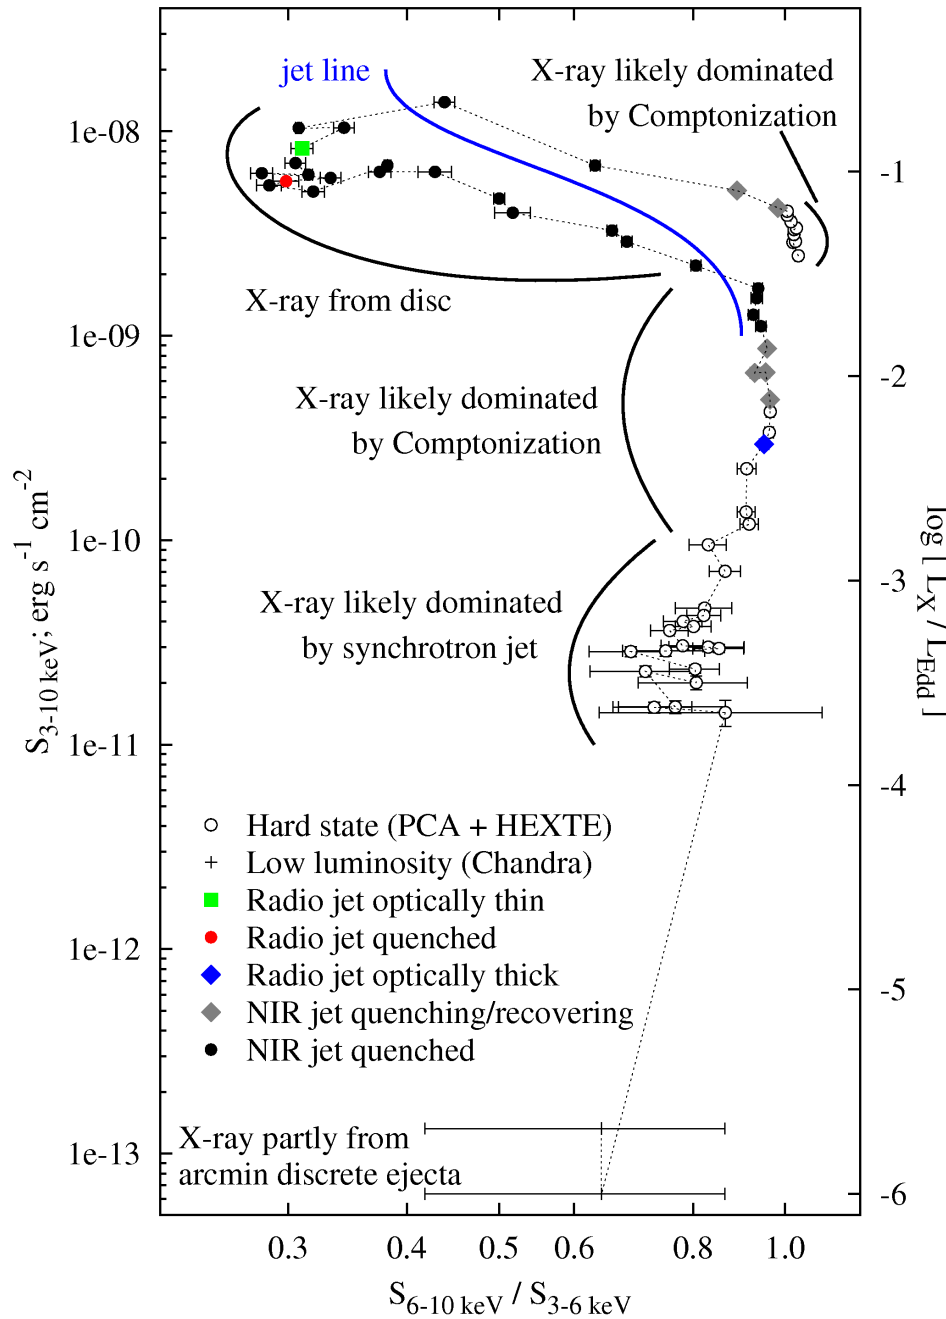 jet line
X-ray likely dominated
by Comptonization
X-ray from disc
X-ray likely dominated
by Comptonization
X-ray likely dominated
by synchrotron jet
Hard state (PCA + HEXTE)
Low luminosity (Chandra)
Radio jet optically thin
Radio jet quenched
Radio jet optically thick
NIR jet quenching/recovering
NIR jet quenched
X-ray partly from
arcmin discrete ejecta
1e-08
1e-09
1e-10
1e-11
1e-12
1e-13
S3-10 keV; erg s-1 cm-2
-1
-2
-3
-4
-5
-6
log [ LX / LEdd ]
0.3 0.4 0.5 0.6 0.8 1.0
S6-10 keV / S3-6 keV